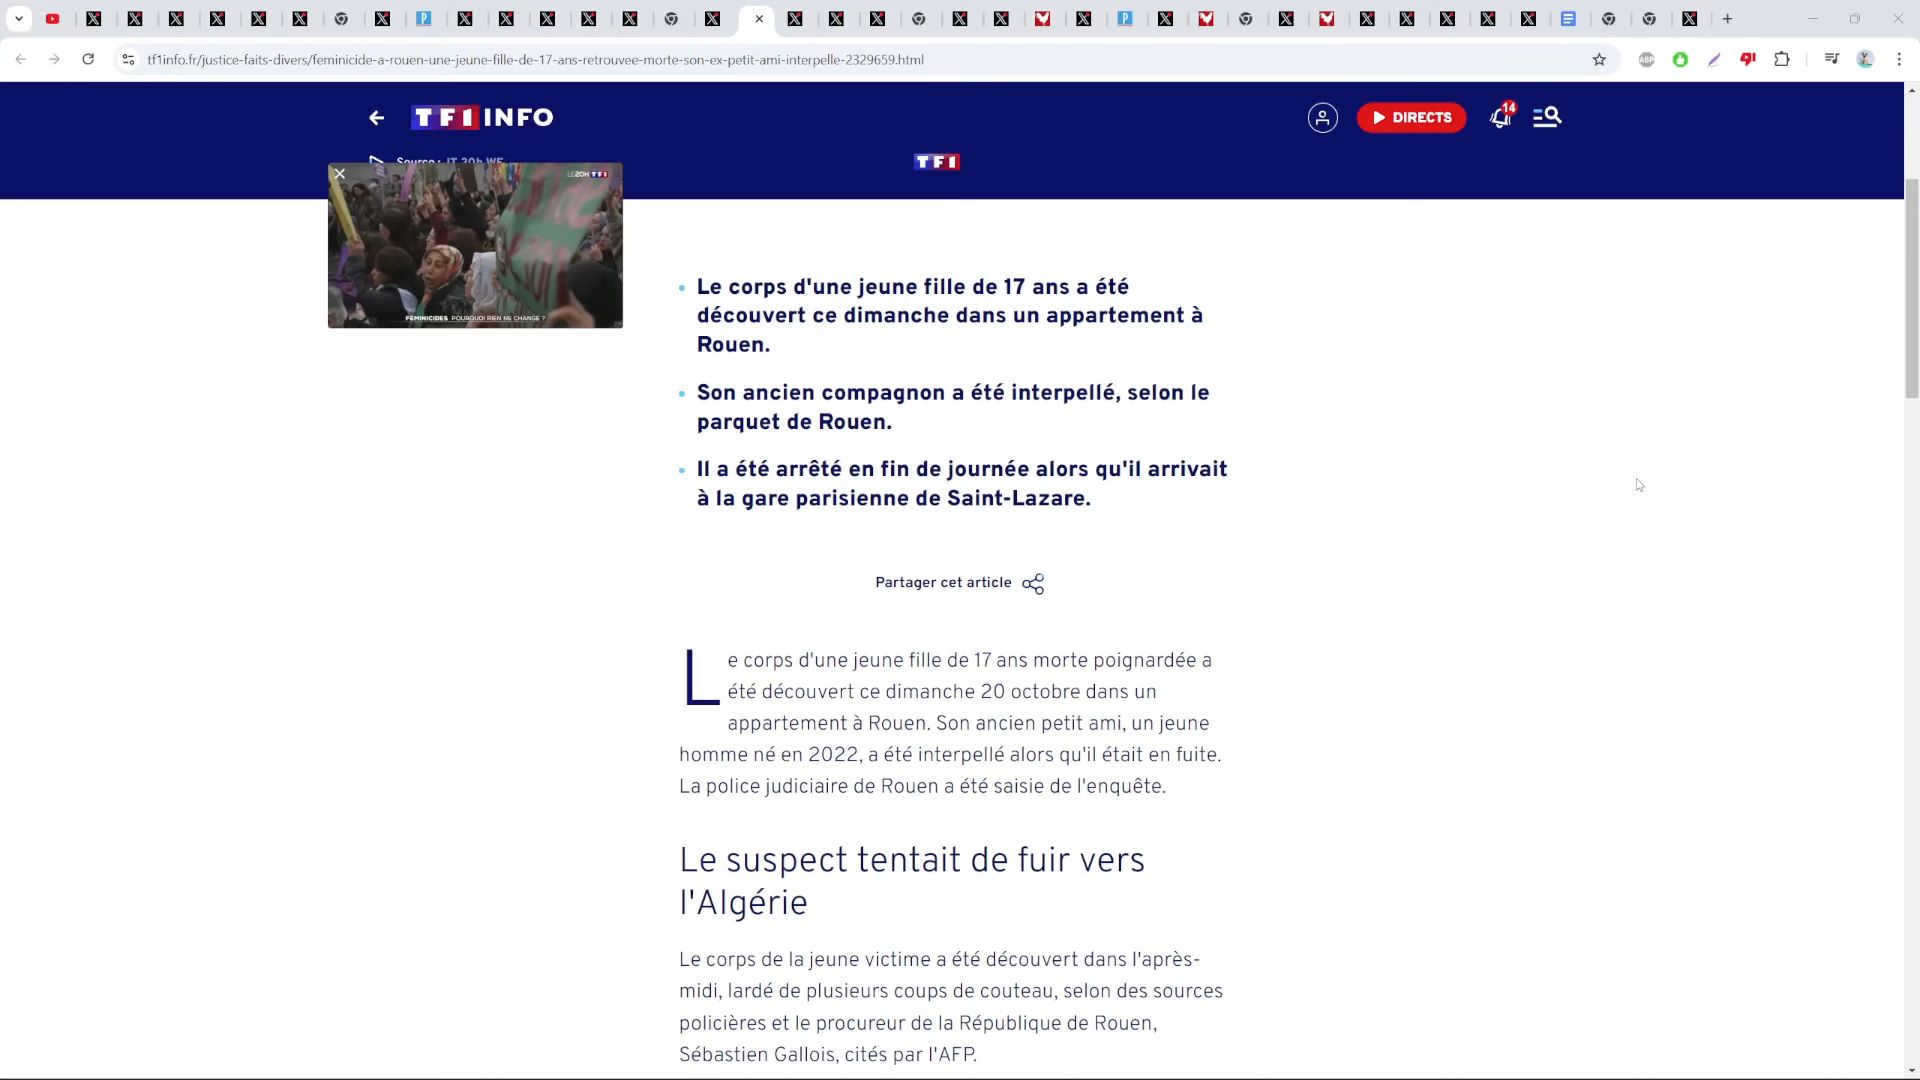 tf1info.fr/justice-faits-divers/feminicide-a-rouen-une-jeune-fille-de-17-ans-retrouvee-morte-son-ex-petit-ami-interpelle-2329659.html
ABP
TF1 INFO
DIRECTS
14
Source : JT 20h WE
TF1
LE20H TF1
FÉMINICIDES POURQUOI RIEN NE CHANGE ?
Le corps d'une jeune fille de 17 ans a été
découvert ce dimanche dans un appartement à
Rouen.
Son ancien compagnon a été interpellé, selon le
parquet de Rouen.
Il a été arrêté en fin de journée alors qu'il arrivait
à la gare parisienne de Saint-Lazare.
Partager cet article
Le corps d'une jeune fille de 17 ans morte poignardée a
été découvert ce dimanche 20 octobre dans un
appartement à Rouen. Son ancien petit ami, un jeune
homme né en 2022, a été interpellé alors qu'il était en fuite.
La police judiciaire de Rouen a été saisie de l'enquête.
Le suspect tentait de fuir vers
l'Algérie
Le corps de la jeune victime a été découvert dans l'après-
midi, lardé de plusieurs coups de couteau, selon des sources
policières et le procureur de la République de Rouen,
Sébastien Gallois, cités par l'AFP.